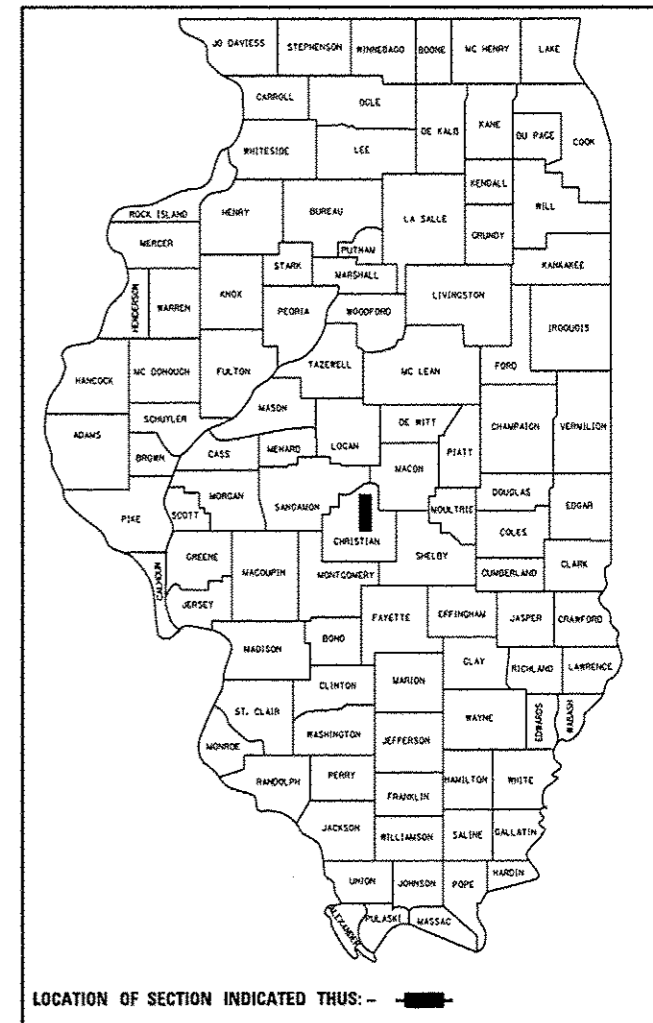 JO DAVIESS STEPHENSON WINNEBAGO BOONE MC HENRY LAKE
CARROLL OGLE DE KALB KANE DU PAGE COOK
WHITESIDE LEE
KENDALL WILL
ROCK ISLAND HENRY BUREAU LA SALLE GRUNDY
MERCER PUTNAM KANKAKEE
STARK MARSHALL
HENDERSON WARREN KNOX PEORIA WOODFORD LIVINGSTON IROQUOIS
HANCOCK MC DONOUGH FULTON TAZEWELL MC LEAN FORD
MASON
SCHUYLER DE WITT CHAMPAIGN VERMILION
ADAMS BROWN CASS MENARD LOGAN PIATT
MACON
MORGAN DOUGLAS EDGAR
PIKE SCOTT SANGAMON MOULTRIE
CHRISTIAN COLES
SHELBY
GREENE MACOUPIN MONTGOMERY CUMBERLAND CLARK
CALHOUN JERSEY
FAYETTE EFFINGHAM JASPER CRAWFORD
MADISON BOND
CLAY RICHLAND LAWRENCE
CLINTON MARION
ST. CLAIR WAYNE EDWARDS WABASH
WASHINGTON JEFFERSON
MONROE
RANDOLPH PERRY HAMILTON WHITE
FRANKLIN
JACKSON WILLIAMSON SALINE GALLATIN
UNION JOHNSON POPE HARDIN
ALEXANDER PULASKI MASSAC
LOCATION OF SECTION INDICATED THUS: -